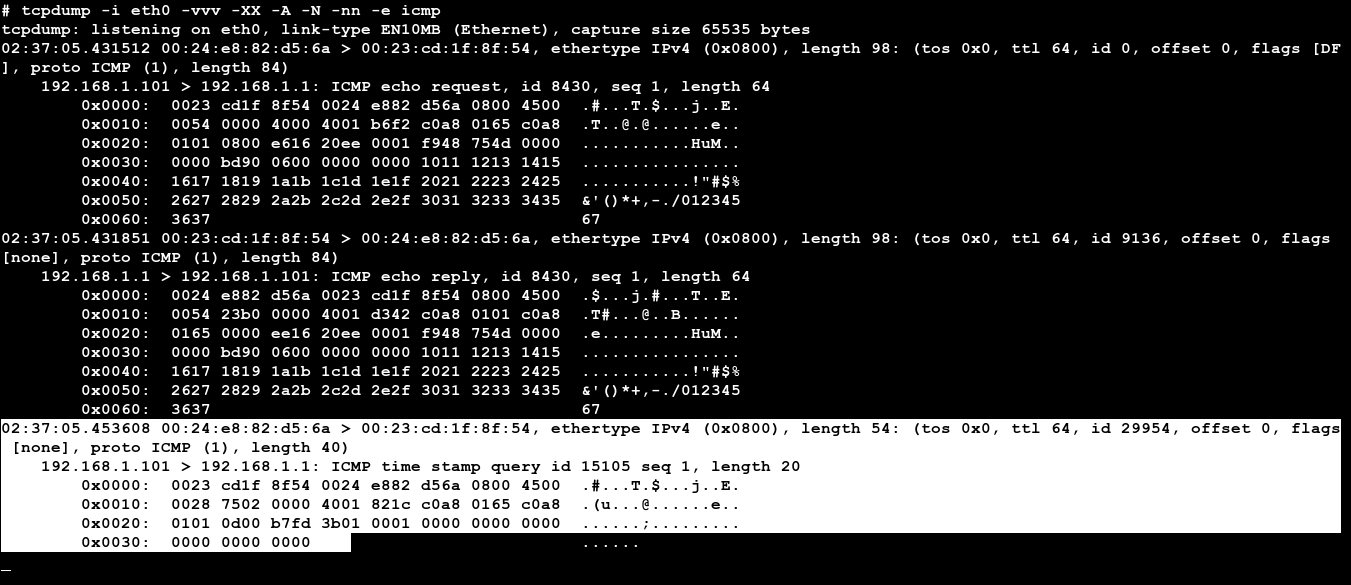 # tcpdump -i eth0 -vvv -XX -A -N -nn -e icmp
tcpdump: listening on eth0, link-type EN10MB (Ethernet), capture size 65535 bytes
02:37:05.431512 00:24:e8:82:d5:6a > 00:23:cd:1f:8f:54, ethertype IPv4 (0x0800), length 98: (tos 0x0, ttl 64, id 0, offset 0, flags [DF
], proto ICMP (1), length 84)
    192.168.1.101 > 192.168.1.1: ICMP echo request, id 8430, seq 1, length 64
        0x0000:  0023 cd1f 8f54 0024 e882 d56a 0800 4500  .#...T.$...j..E.
        0x0010:  0054 0000 4000 4001 b6f2 c0a8 0165 c0a8  .T..@.@......e..
        0x0020:  0101 0800 e616 20ee 0001 f948 754d 0000  ...........HuM..
        0x0030:  0000 bd90 0600 0000 0000 1011 1213 1415  ................
        0x0040:  1617 1819 1a1b 1c1d 1e1f 2021 2223 2425  ...........!"#$%
        0x0050:  2627 2829 2a2b 2c2d 2e2f 3031 3233 3435  &'()*+,-./012345
        0x0060:  3637                                     67
02:37:05.431851 00:23:cd:1f:8f:54 > 00:24:e8:82:d5:6a, ethertype IPv4 (0x0800), length 98: (tos 0x0, ttl 64, id 9136, offset 0, flags
[none], proto ICMP (1), length 84)
    192.168.1.1 > 192.168.1.101: ICMP echo reply, id 8430, seq 1, length 64
        0x0000:  0024 e882 d56a 0023 cd1f 8f54 0800 4500  .$...j.#...T..E.
        0x0010:  0054 23b0 0000 4001 d342 c0a8 0101 c0a8  .T#...@..B......
        0x0020:  0165 0000 ee16 20ee 0001 f948 754d 0000  .e.........HuM..
        0x0030:  0000 bd90 0600 0000 0000 1011 1213 1415  ................
        0x0040:  1617 1819 1a1b 1c1d 1e1f 2021 2223 2425  ...........!"#$%
        0x0050:  2627 2829 2a2b 2c2d 2e2f 3031 3233 3435  &'()*+,-./012345
        0x0060:  3637                                     67
02:37:05.453608 00:24:e8:82:d5:6a > 00:23:cd:1f:8f:54, ethertype IPv4 (0x0800), length 54: (tos 0x0, ttl 64, id 29954, offset 0, flags
 [none], proto ICMP (1), length 40)
    192.168.1.101 > 192.168.1.1: ICMP time stamp query id 15105 seq 1, length 20
        0x0000:  0023 cd1f 8f54 0024 e882 d56a 0800 4500  .#...T.$...j..E.
        0x0010:  0028 7502 0000 4001 821c c0a8 0165 c0a8  .(u...@......e..
        0x0020:  0101 0d00 b7fd 3b01 0001 0000 0000 0000  ......;.........
        0x0030:  0000 0000 0000                           ......